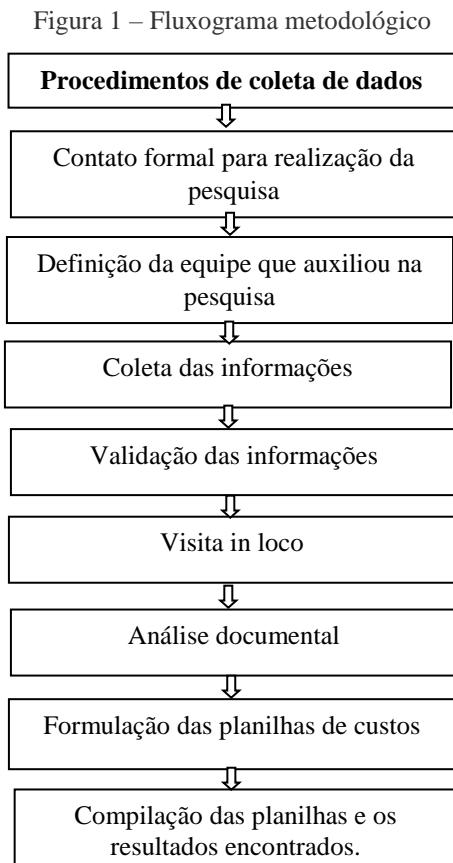 Figura 1 – Fluxograma metodológico
Procedimentos de coleta de dados
Contato formal para realização da
pesquisa
Definição da equipe que auxiliou na
pesquisa
Coleta das informações
Validação das informações
Visita in loco
Análise documental
Formulação das planilhas de custos
Compilação das planilhas e os
resultados encontrados.